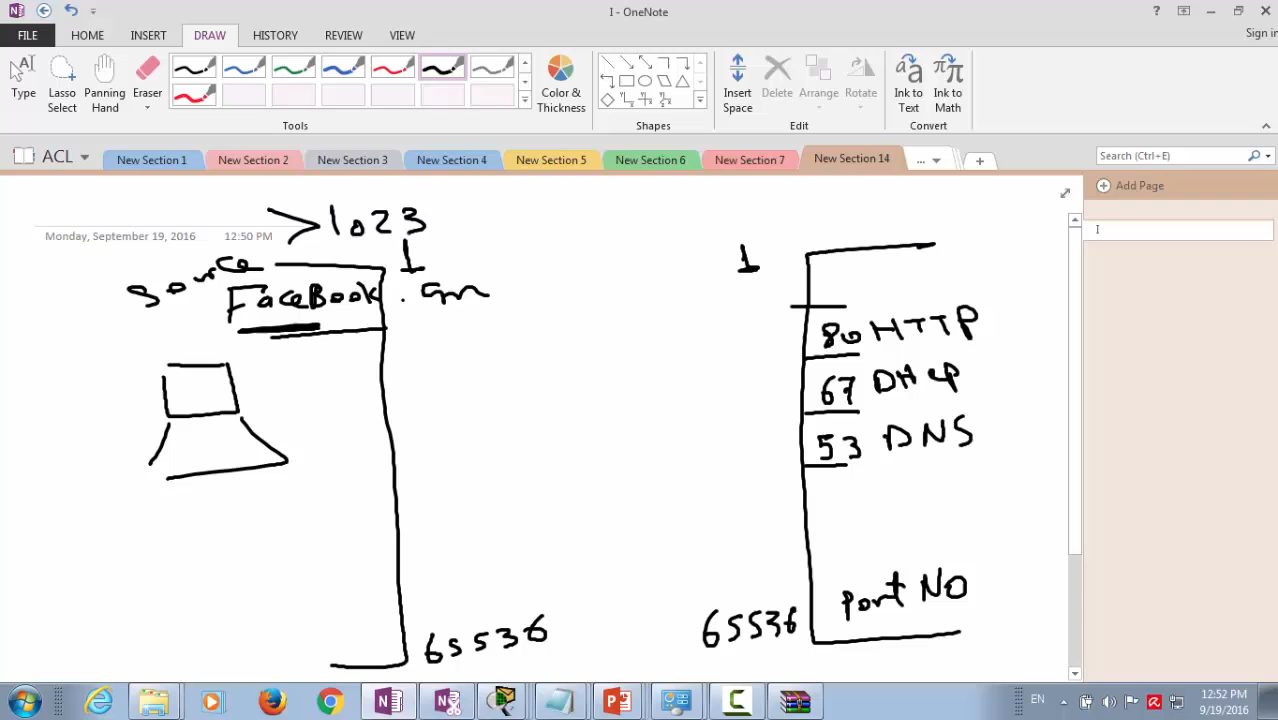 I - OneNote
FILE HOME INSERT DRAW HISTORY REVIEW VIEW
Sign in
Type
Lasso Select
Panning Hand
Eraser
Color & Thickness
Insert Space
Delete
Arrange
Rotate
Ink to Text
Ink to Math
Tools Shapes Edit Convert
ACL New Section 1 New Section 2 New Section 3 New Section 4 New Section 5 New Section 6 New Section 7 New Section 14 ...
Search (Ctrl+E)
Add Page
I
Monday, September 19, 2016 12:50 PM
>1023
1
Source
FaceBook
1
80 HTTP
67 DHCP
53 DNS
Port NO
65536
65536
EN
12:52 PM
9/19/2016